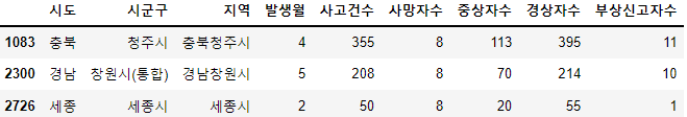 시도 시군구 지역 발생월 사고건수 사망자수 중상자수 경상자수 부상신고자수
1083 충북 청주시 충북청주시 4 355 8 113 395 11
2300 경남 창원시(통합) 경남창원시 5 208 8 70 214 10
2726 세종 세종시 세종시 2 50 8 20 55 1